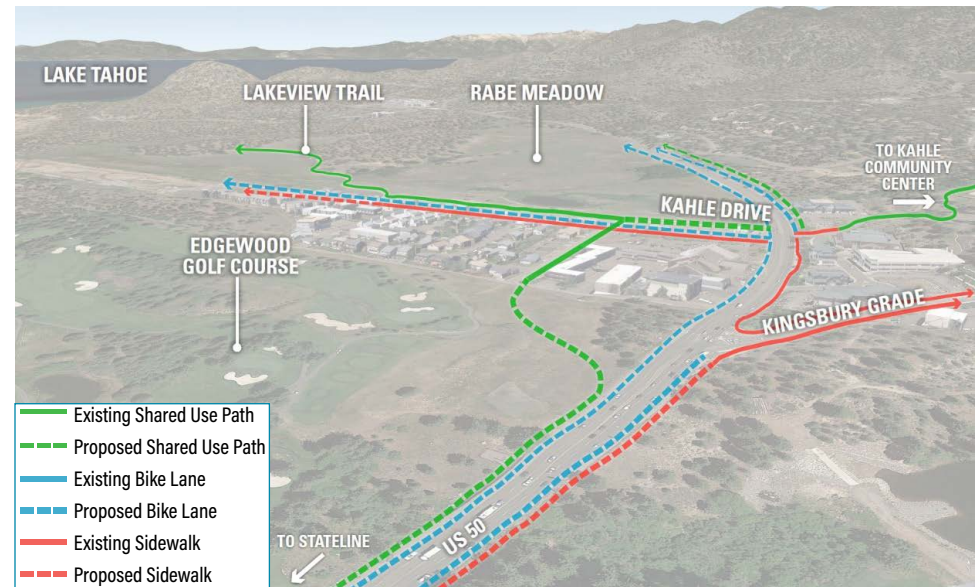 LAKE TAHOE
LAKEVIEW TRAIL
RABE MEADOW
TO KAHLE
COMMUNITY
CENTER
KAHLE DRIVE
EDGEWOOD
GOLF COURSE
KINGSBURY GRADE
Existing Shared Use Path
Proposed Shared Use Path
Existing Bike Lane
Proposed Bike Lane
Existing Sidewalk
Proposed Sidewalk
TO STATELINE
US 50